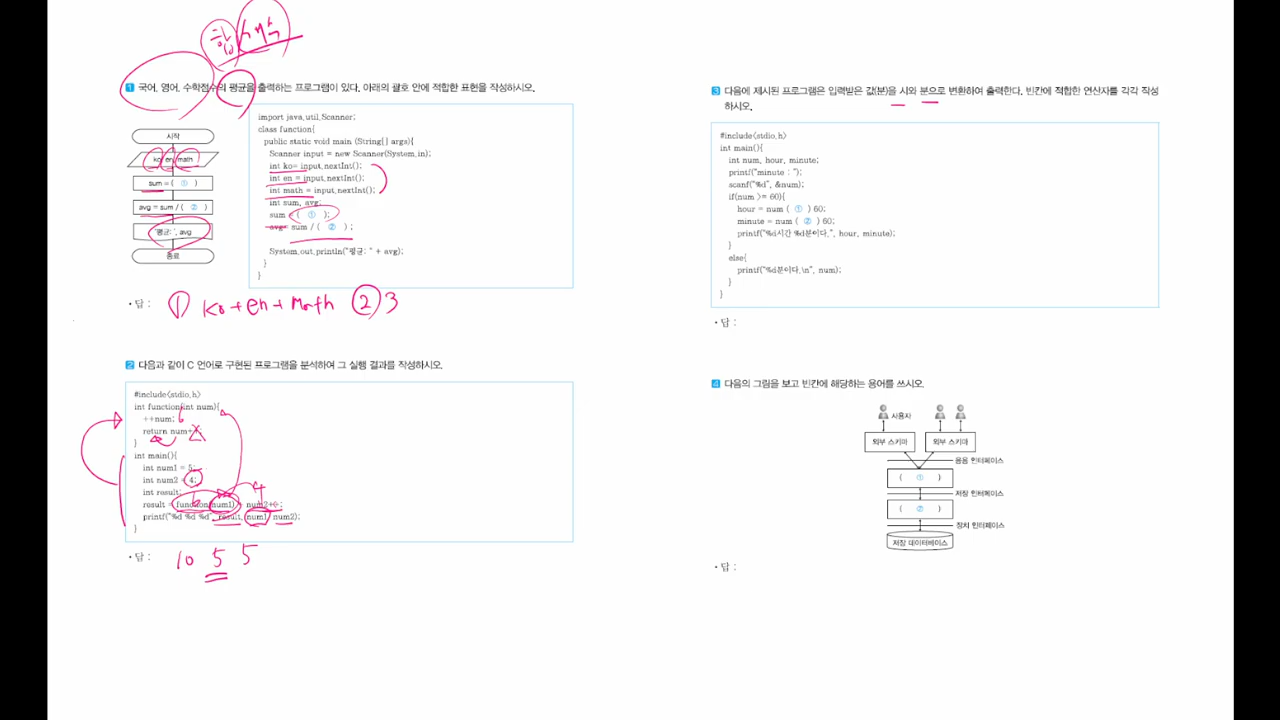 합 개수
1 국어, 영어, 수학점수의 평균을 출력하는 프로그램이 있다. 아래의 괄호 안에 적합한 표현을 작성하시오.
시작
ko, en, math
sum = ( ① )
avg = sum / ( ② )
'평균: ', avg
종료
import java.util.Scanner;
class function{
public static void main (String[] args){
Scanner input = new Scanner(System.in);
int ko= input.nextInt();
int en = input.nextInt();
int math = input.nextInt();
int sum, avg;
sum = ( ① );
avg= sum / ( ② );
System.out.println("평균: " + avg);
}
}
• 답 : ① ko+en+math ② 3
2 다음과 같이 C 언어로 구현된 프로그램을 분석하여 그 실행 결과를 작성하시오.
#include<stdio.h>
int function(int num){
++num; 6
return num++;
}
int main(){
int num1 = 5;
int num2 = 4;
int result;
6 4
result = function(num1) + num2++;
printf("%d %d %d", result, num1, num2);
}
• 답 : 10 5 5
3 다음에 제시된 프로그램은 입력받은 값(분)을 시와 분으로 변환하여 출력한다. 빈칸에 적합한 연산자를 각각 작성
하시오.
#include<stdio.h>
int main(){
int num, hour, minute;
printf("minute : ");
scanf("%d", &num);
if(num >= 60){
hour = num ( ① ) 60;
minute = num ( ② ) 60;
printf("%d시간 %d분이다.", hour, minute);
}
else{
printf("%d분이다.\n", num);
}
}
• 답 :
4 다음의 그림을 보고 빈칸에 해당하는 용어를 쓰시오.
사용자
외부 스키마 외부 스키마
응용 인터페이스
( ① )
저장 인터페이스
( ② )
장치 인터페이스
저장 데이터베이스
• 답 :